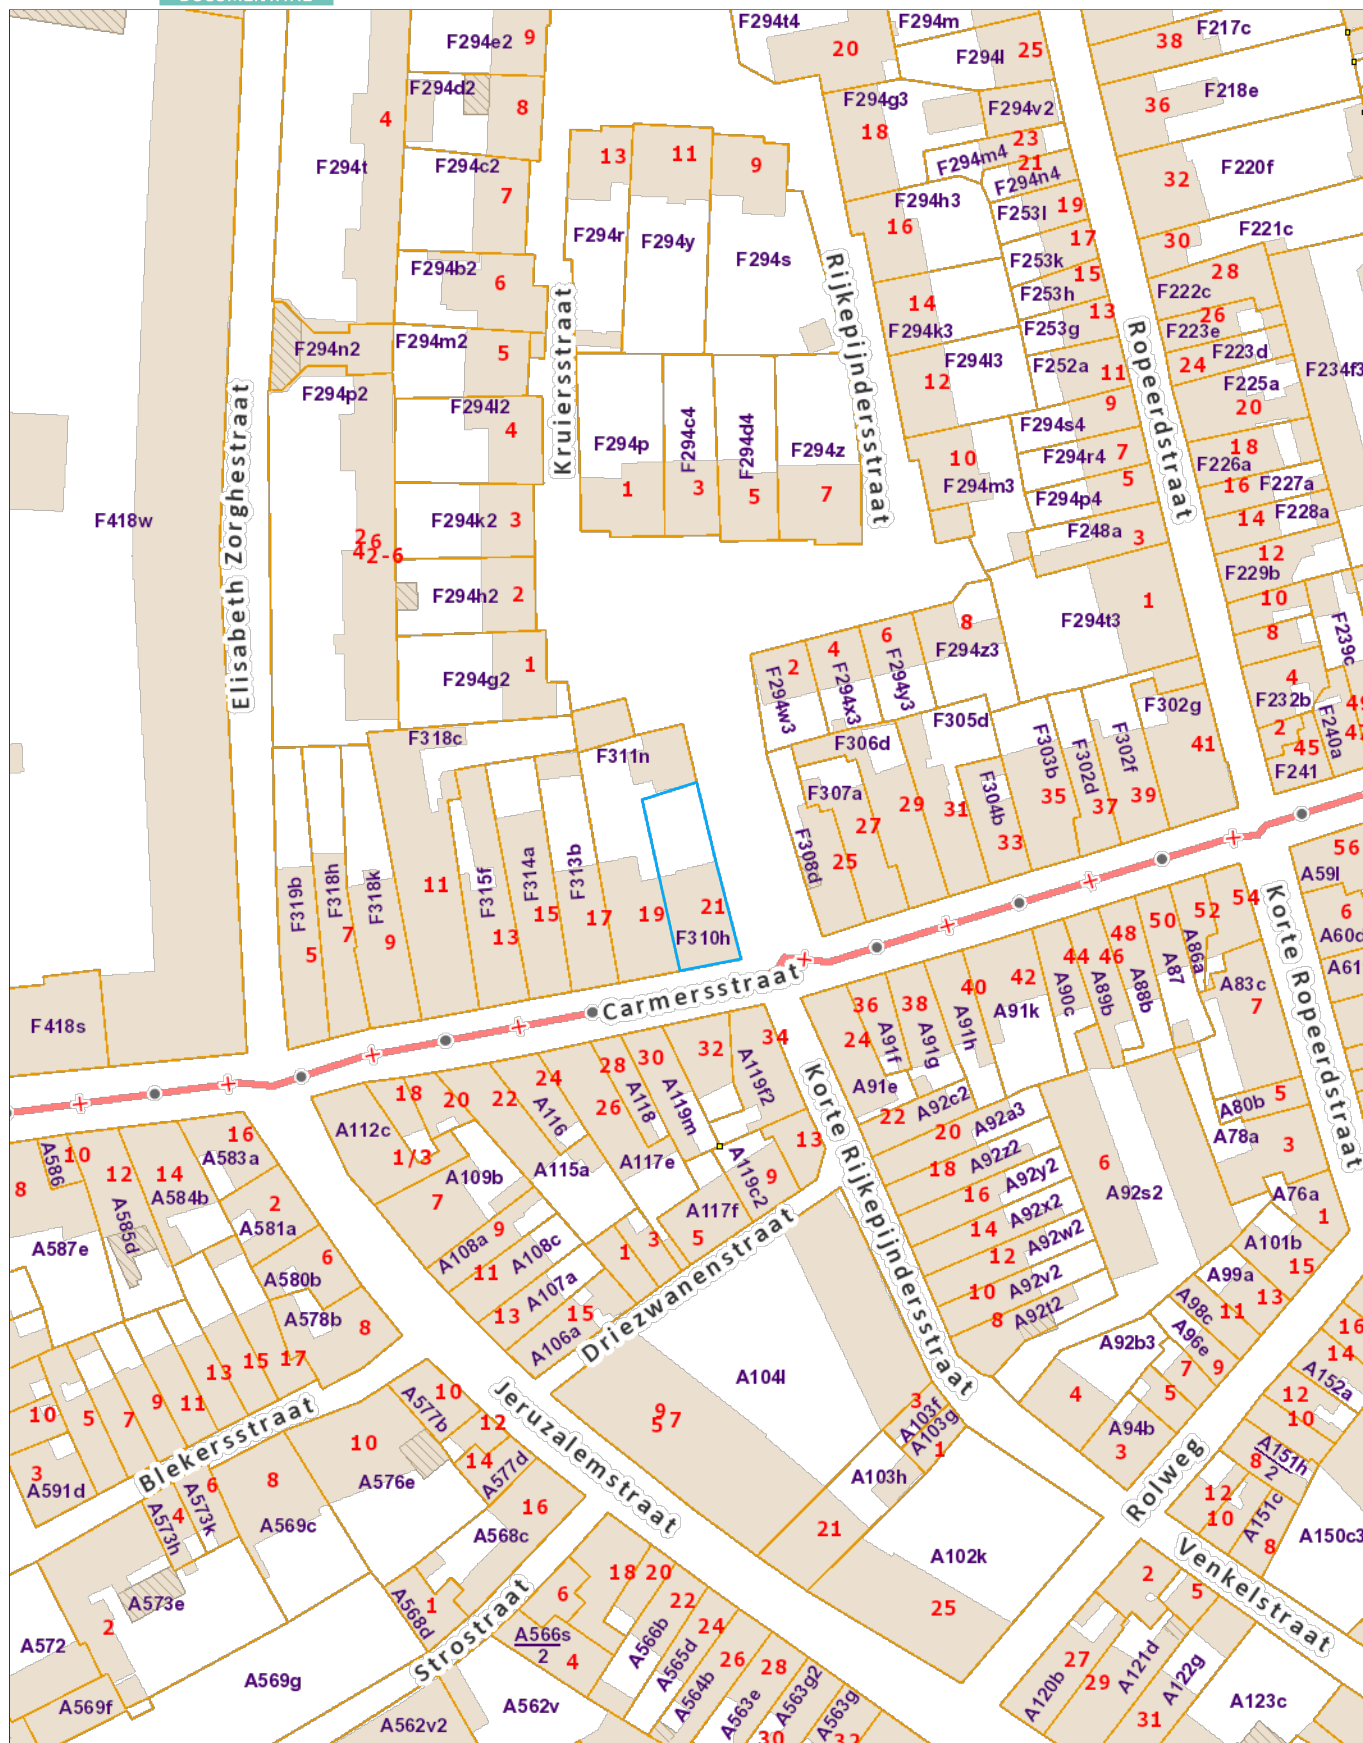 F294t4
F294m
F217c
F294e2
9
20
F294l
25
38
F294d2
8
4
F294g3
18
F294v2
36
F218e
23
F294m4
21
F294n4
F294t
F294c2
7
13
11
9
F294h3
16
F253l
19
32
F220f
F294r
F294y
F294s
17
30
F221c
F294b2
6
F253k
15
28
F253h
F222c
14
13
26
F294k3
F253g
F223e
F294n2
F294m2
5
F294l3
F252a
11
24
F223d
F234f3
12
F225a
F294p2
F294l2
4
9
20
F294s4
F294p
F294c4
F294d4
F294z
7
18
10
F294r4
F226a
5
F294m3
16
F227a
1
3
5
7
F294p4
14
F228a
Kruiersstraat
Rijkepijndersstraat
Roperdstraat
Elisabeth Zorghestraat
F418w
F294k2
3
F248a
3
12
26
42-6
F229b
F294h2
2
1
10
F294t3
8
F239c
8
6
4
2
F294w3
F294x3
F294y3
F294z3
F294g2
1
4
F232b
F302g
F240a
49
47
2
45
F241
F318c
F311n
F306d
F305d
F303b
F302d
F302f
41
F307a
29
31
F304b
35
37
39
27
33
25
F308d
56
A59l
F319b
F318h
F318k
11
F315f
F314a
F313b
5
7
9
13
15
17
19
21
F310h
54
52
50
48
6
A60d
A61
44
46
42
40
A86a
A87
A88b
A89b
A90c
A83c
7
Carmersstraat
F418s
36
38
A91k
24
A91f
A91g
A91h
34
32
A91e
Korte Ropeerdstraat
30
28
24
26
22
20
18
A118
A119m
A119f2
A116
A112c
22
A92c2
5
A80b
A92a3
20
A78a
3
1/3
13
16
10
A586
12
14
A583a
8
A585d
A584b
A109b
A115a
A117e
A119c2
9
18
A92z2
6
A92y2
A92s2
A76a
1
7
2
A581a
A587e
16
A92x2
A117f
5
9
A108a
A108c
14
A92w2
A101b
1
3
12
15
6
A580b
11
A107a
A92v2
A99a
10
13
A578b
8
13
15
8
A92t2
A98c
11
A106a
Korte Rijkepijndersstraat
Driezwanenstraat
A92b3
A96e
16
14
7
9
17
15
13
11
9
7
5
10
A104l
A152a
12
5
4
10
A577b
10
3
A103f
A103g
1
9
5 7
A94b
3
10
12
8
A151h
2
Jeruzalemstraat
Blekersstraat
3
A591d
6
8
A576e
14
A577d
A103h
Rolweg
12
10
A151c
4
A573h
A573k
A569c
16
A568c
21
A102k
8
A150c3
Venkelstraat
2
5
18
20
6
22
25
A573e
2
A568d
1
Strostraat
A572
A566s
2
4
A566b
24
A565d
26
27
29
A121d
A122g
A569g
A564b
28
A569f
A562v2
A562v
A563e
A563g2
A563g
30
32
A120b
31
A123c